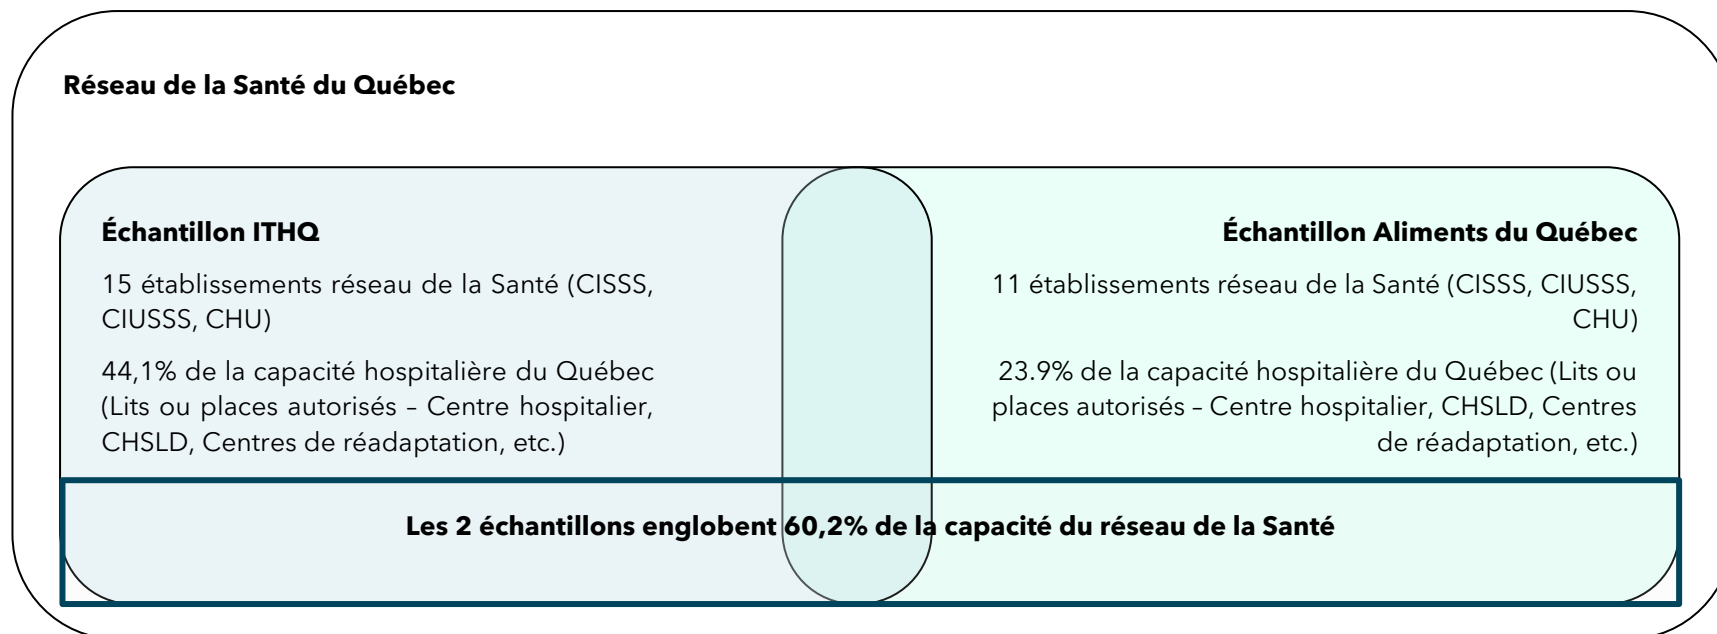 Réseau de la Santé du Québec
Échantillon ITHQ
15 établissements réseau de la Santé (CISSS,
CIUSSS, CHU)
44,1% de la capacité hospitalière du Québec
(Lits ou places autorisés – Centre hospitalier,
CHSLD, Centres de réadaptation, etc.)
Échantillon Aliments du Québec
11 établissements réseau de la Santé (CISSS, CIUSSS,
CHU)
23.9% de la capacité hospitalière du Québec (Lits ou
places autorisés – Centre hospitalier, CHSLD, Centres
de réadaptation, etc.)
Les 2 échantillons englobent 60,2% de la capacité du réseau de la Santé